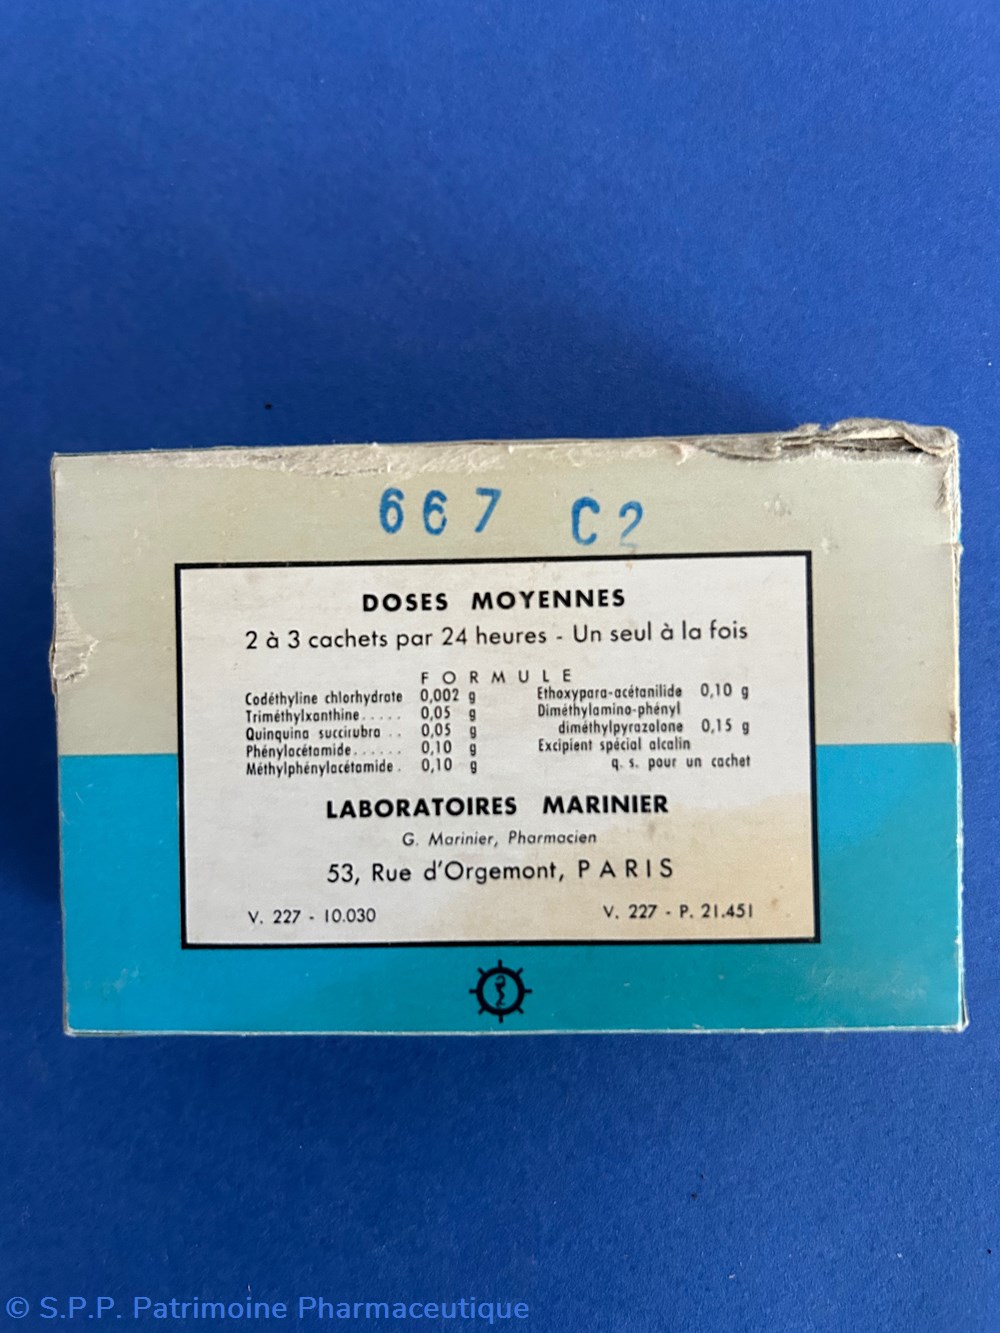 667 C2
DOSES MOYENNES
2 à 3 cachets par 24 heures - Un seul à la fois
FORMULE
Codéthyline chlorhydrate 0,002 g
Triméthylxanthine..... 0,05 g
Quinquina succirubra .. 0,05 g
Phénylacétamide...... 0,10 g
Méthylphénylacétamide . 0,10 g
Ethoxypara-acétanilide 0,10 g
Diméthylamino-phényl
diméthylpyrazolone 0,15 g
Excipient spécial alcalin
q. s. pour un cachet
LABORATOIRES MARINIER
G. Marinier, Pharmacien
53, Rue d'Orgemont, PARIS
V. 227 - 10.030
V. 227 - P. 21.451
© S.P.P. Patrimoine Pharmaceutique